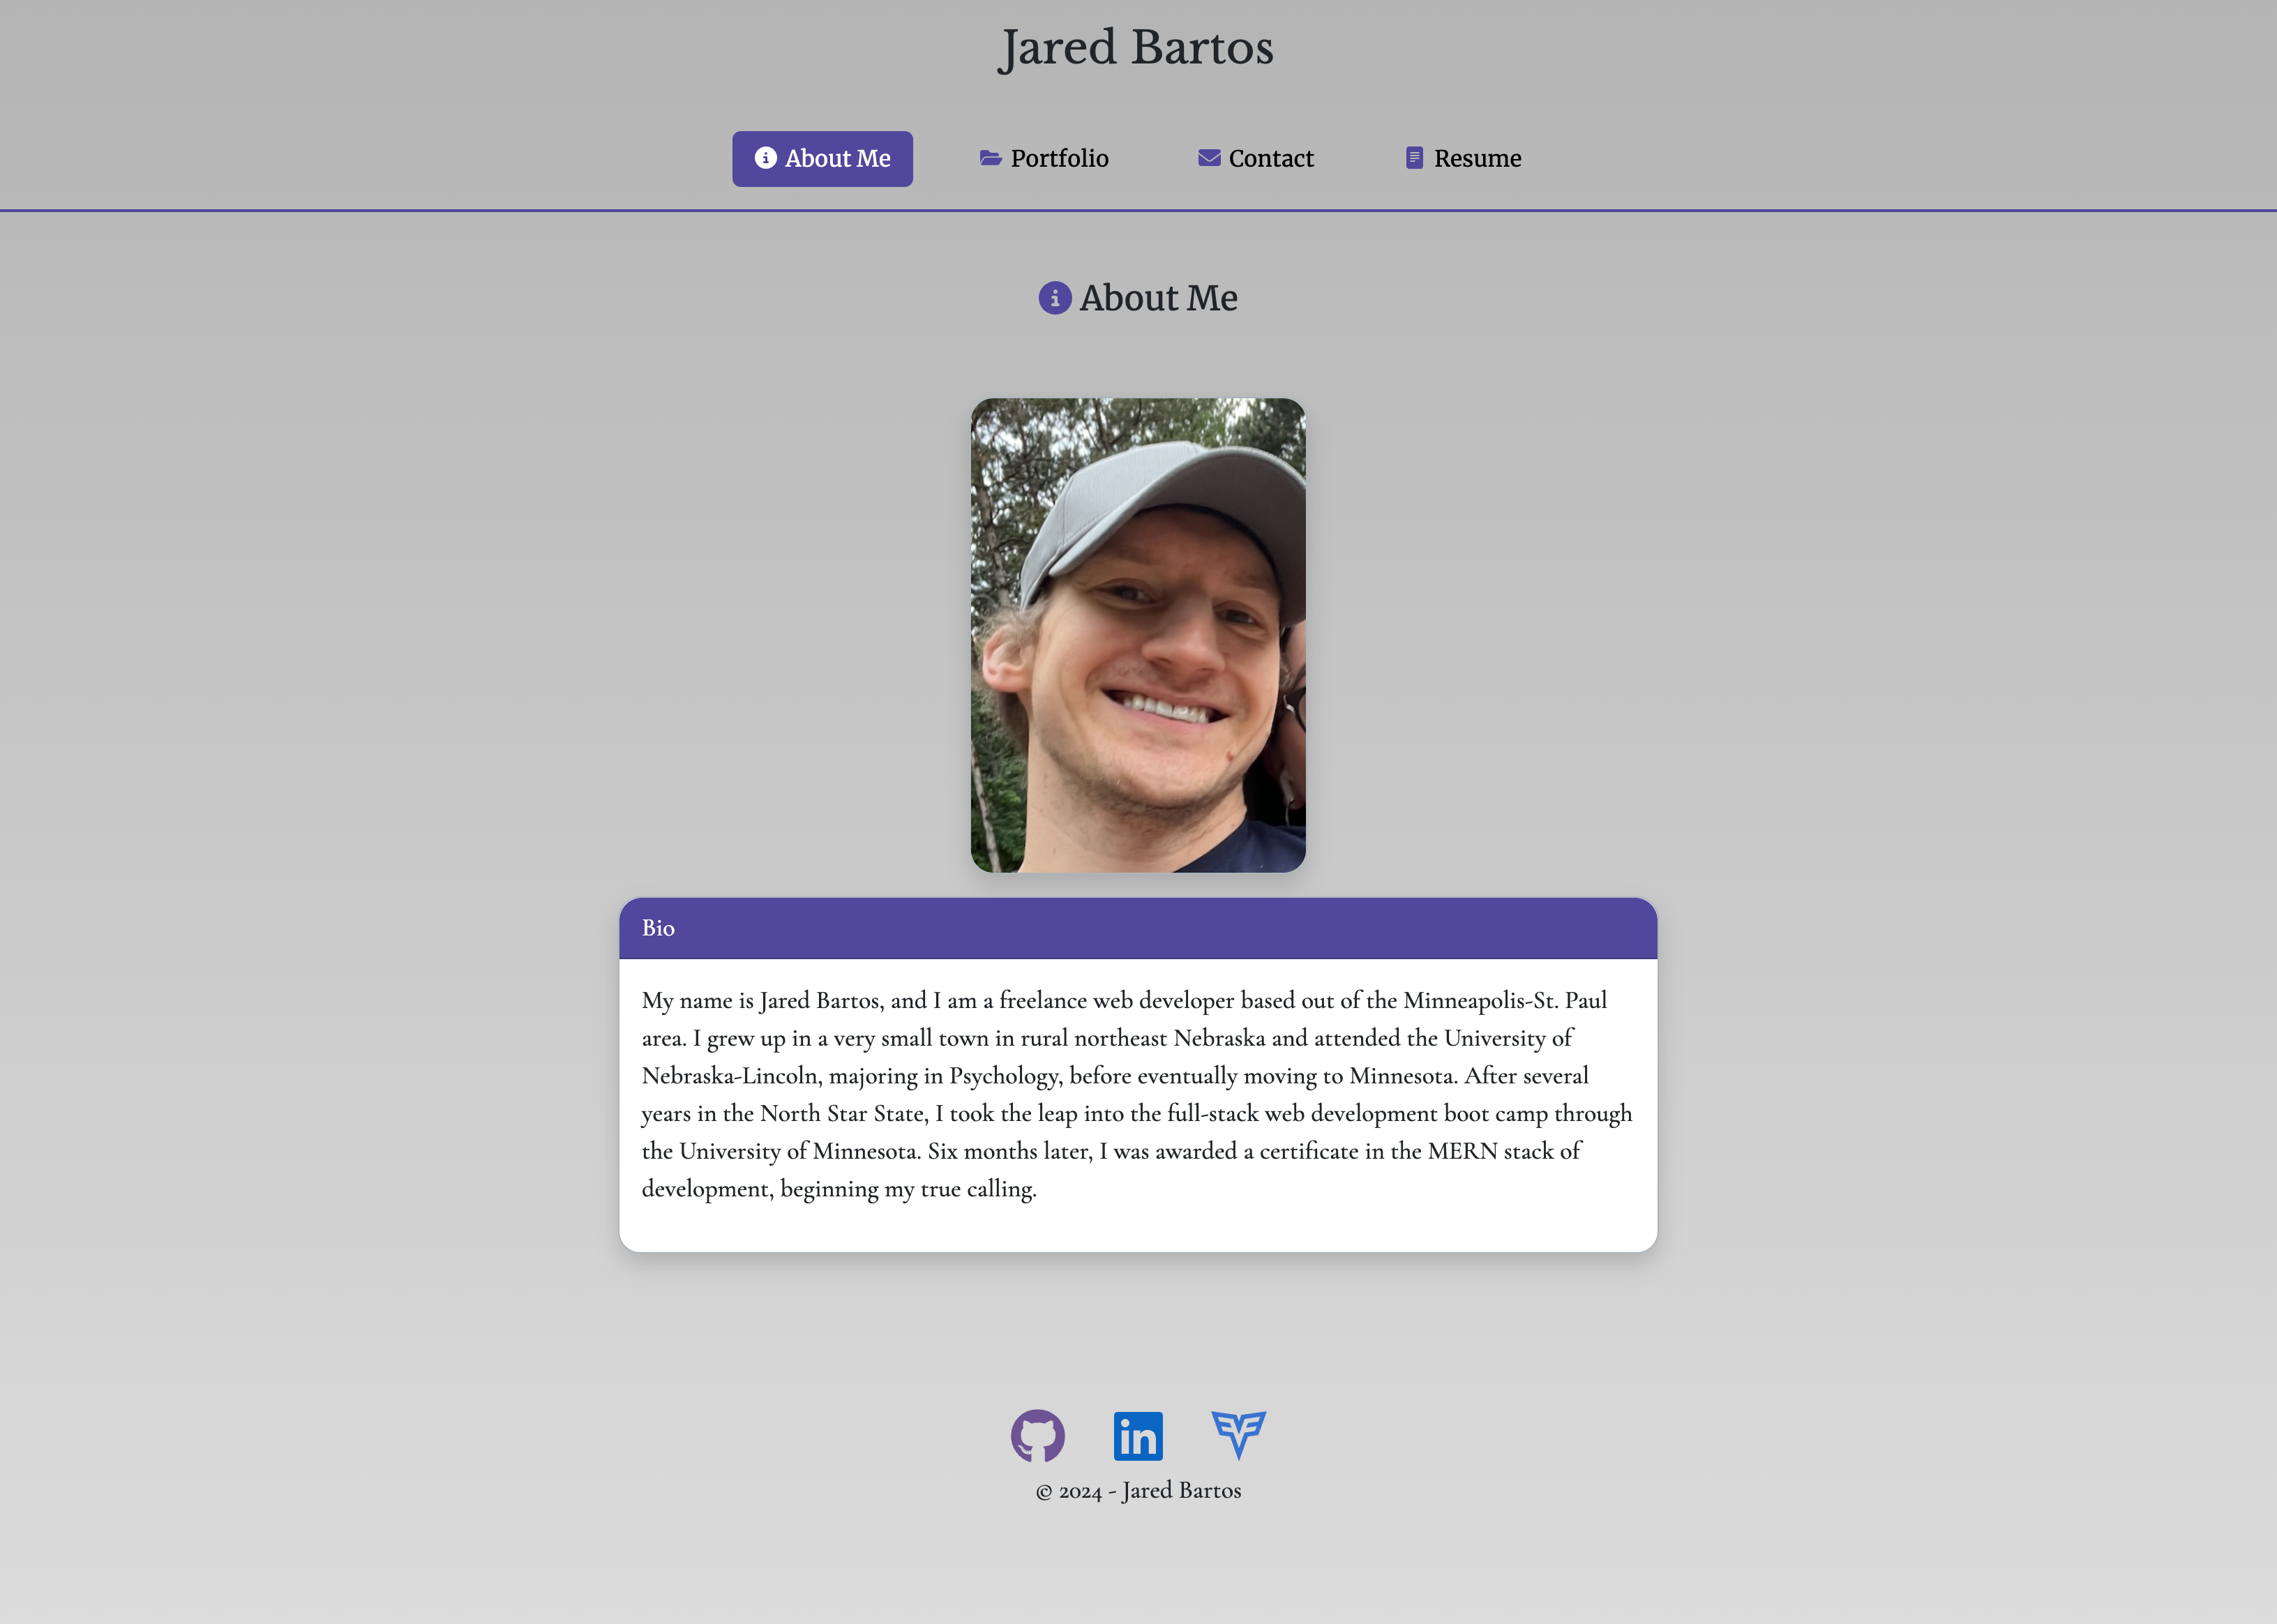 Jared Bartos
About Me
Portfolio
Contact
Resume
About Me
Bio
My name is Jared Bartos, and I am a freelance web developer based out of the Minneapolis-St. Paul
area. I grew up in a very small town in rural northeast Nebraska and attended the University of
Nebraska-Lincoln, majoring in Psychology, before eventually moving to Minnesota. After several
years in the North Star State, I took the leap into the full-stack web development boot camp through
the University of Minnesota. Six months later, I was awarded a certificate in the MERN stack of
development, beginning my true calling.
in
© 2024 - Jared Bartos